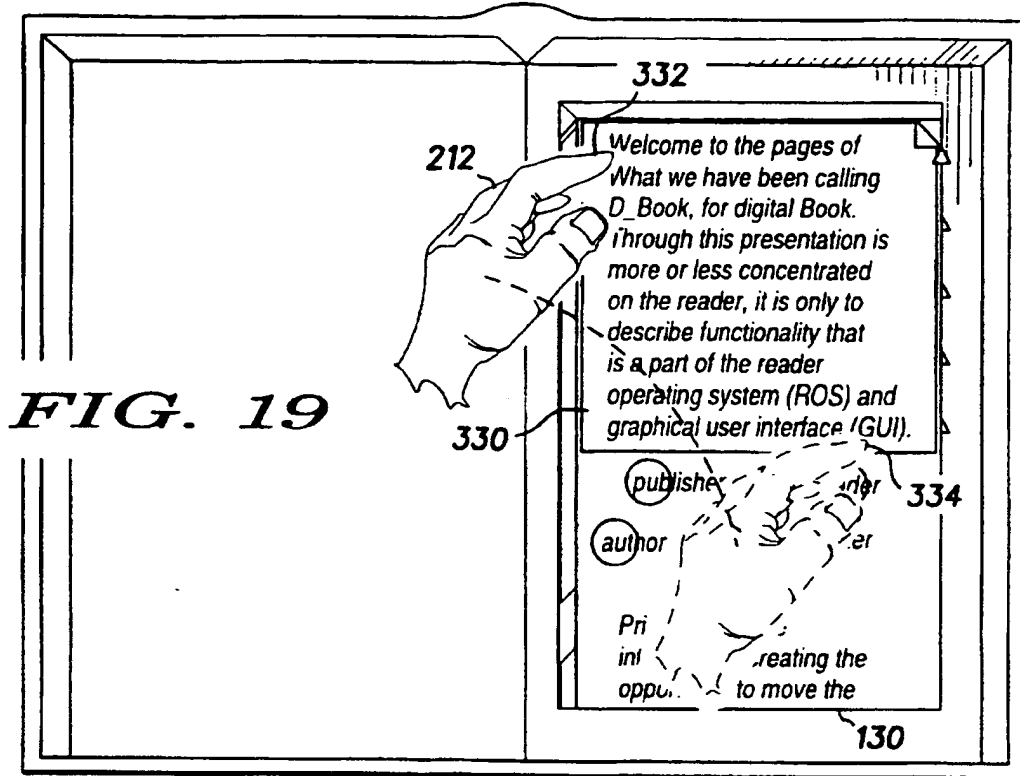 FIG. 19
332
212
Welcome to the pages of
What we have been calling
D_Book, for digital Book.
Through this presentation is
more or less concentrated
on the reader, it is only to
describe functionality that
is a part of the reader
operating system (ROS) and
graphical user interface (GUI).
330
334
publisher
author
reating the
to move the
130